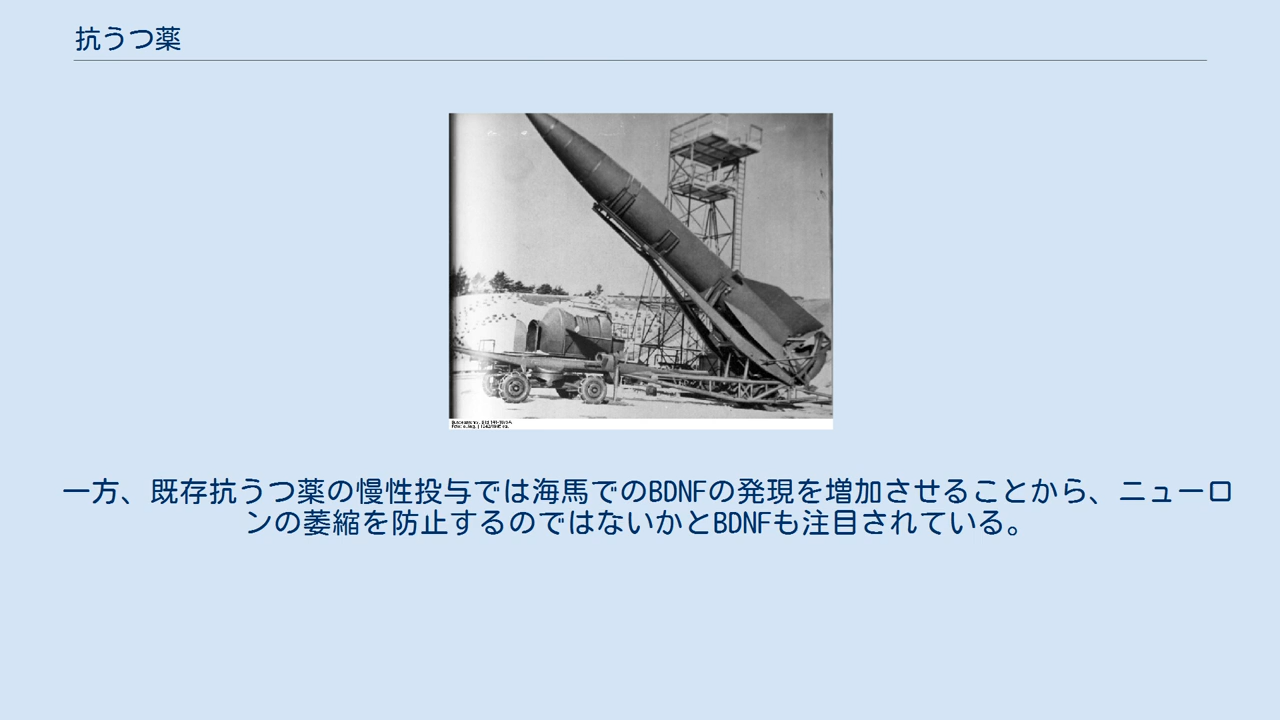 抗うつ薬
一方、既存抗うつ薬の慢性投与では海馬でのBDNFの発現を増加させることから、ニューロ
ンの萎縮を防止するのではないかとBDNFも注目されている。